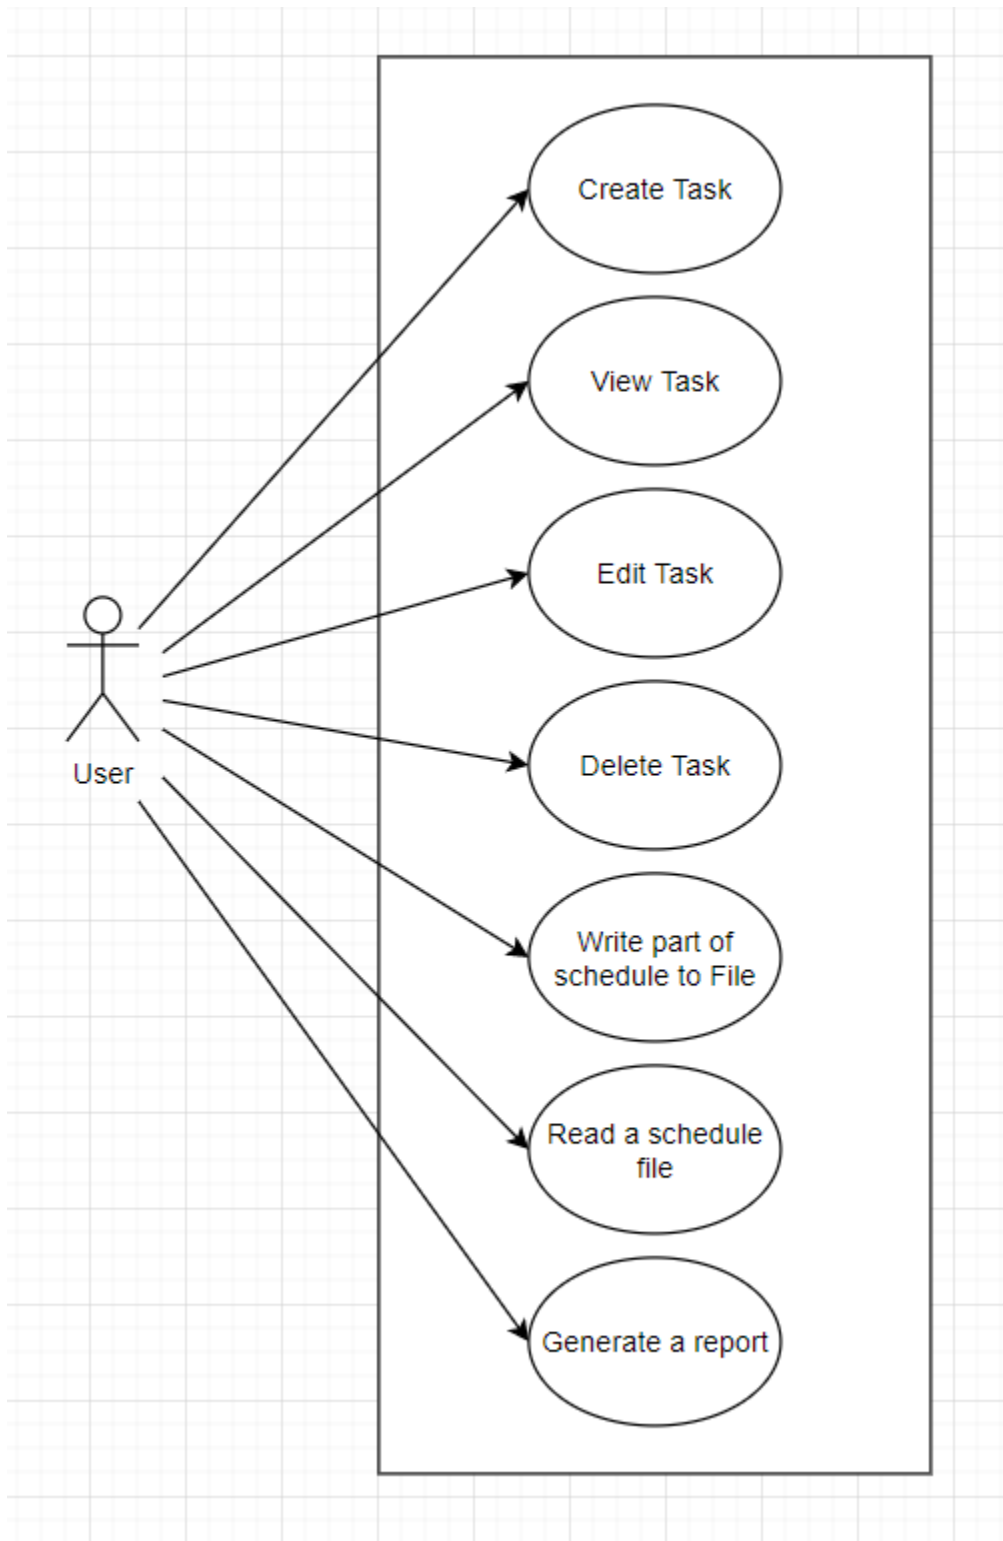 Create Task
View Task
Edit Task
Delete Task
User
Write part of
schedule to File
Read a schedule
file
Generate a report